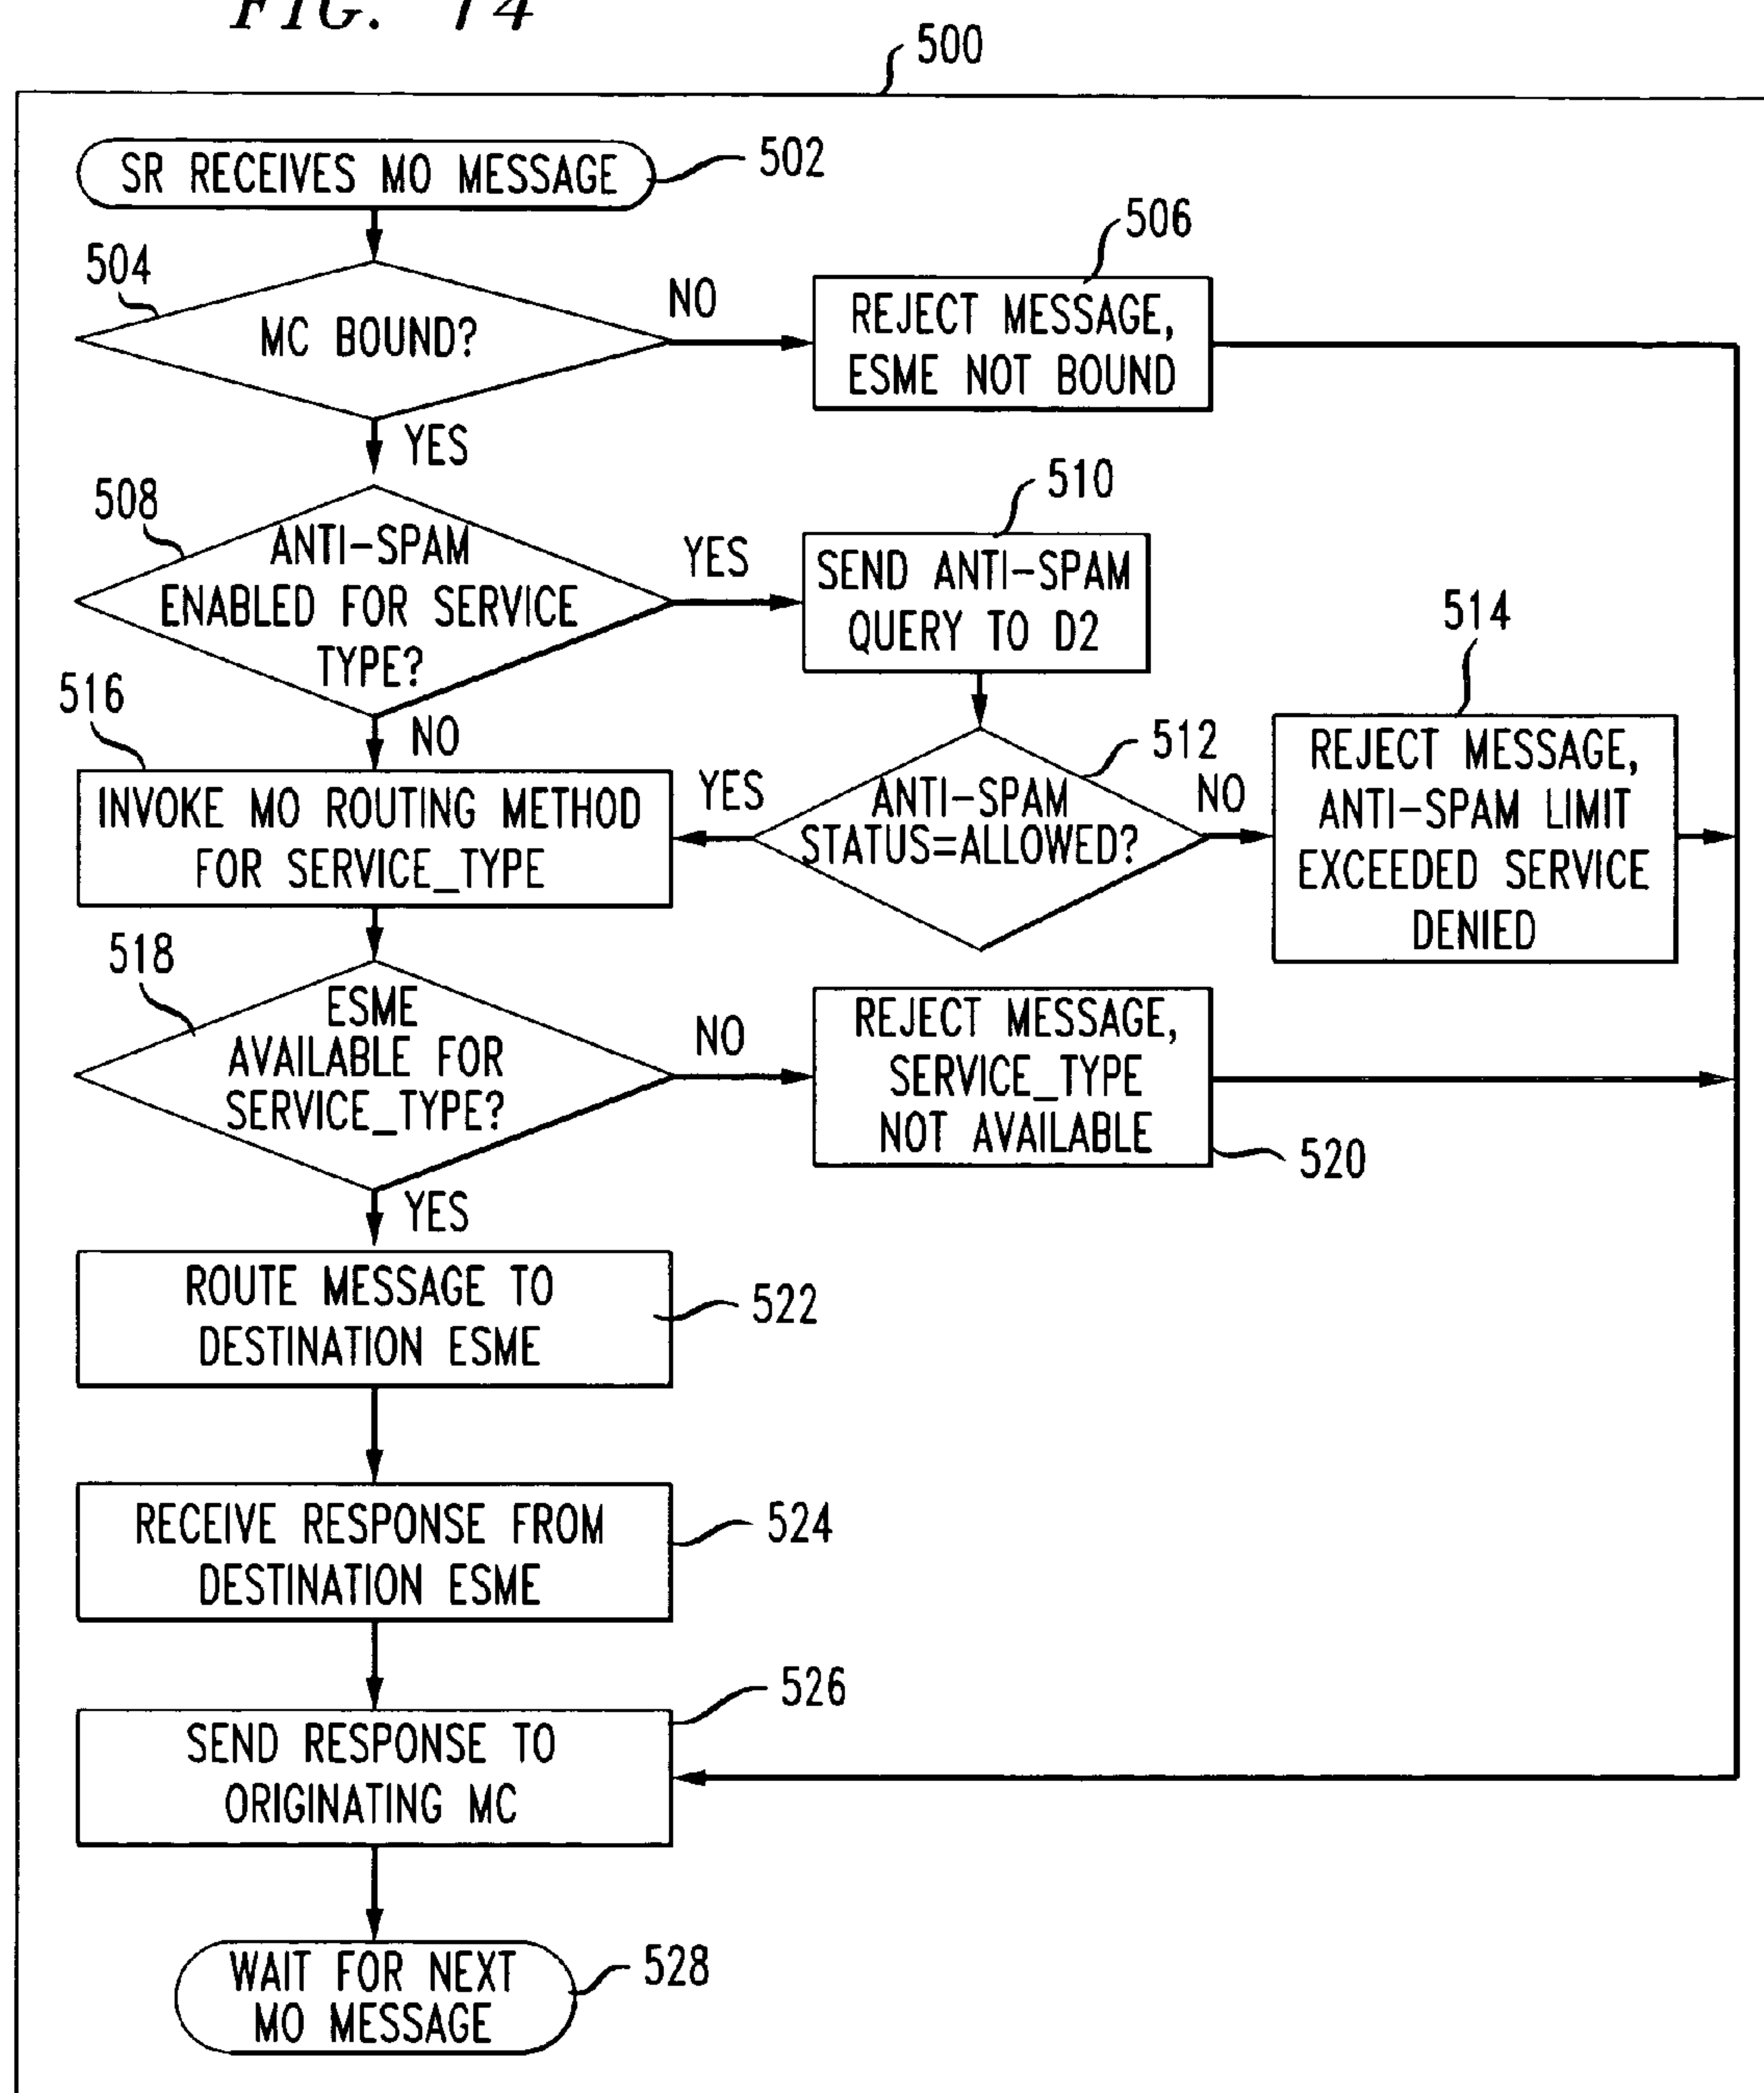 FIG. 14
500
SR RECEIVES MO MESSAGE
502
504
MC BOUND?
NO
506
REJECT MESSAGE,
ESME NOT BOUND
YES
508
ANTI-SPAM
ENABLED FOR SERVICE
TYPE?
YES
510
SEND ANTI-SPAM
QUERY TO D2
NO
512
ANTI-SPAM
STATUS=ALLOWED?
YES
NO
514
REJECT MESSAGE,
ANTI-SPAM LIMIT
EXCEEDED SERVICE
DENIED
516
INVOKE MO ROUTING METHOD
FOR SERVICE_TYPE
518
ESME
AVAILABLE FOR
SERVICE_TYPE?
NO
REJECT MESSAGE,
SERVICE_TYPE
NOT AVAILABLE
520
YES
ROUTE MESSAGE TO
DESTINATION ESME
522
RECEIVE RESPONSE FROM
DESTINATION ESME
524
SEND RESPONSE TO
ORIGINATING MC
526
WAIT FOR NEXT
MO MESSAGE
528